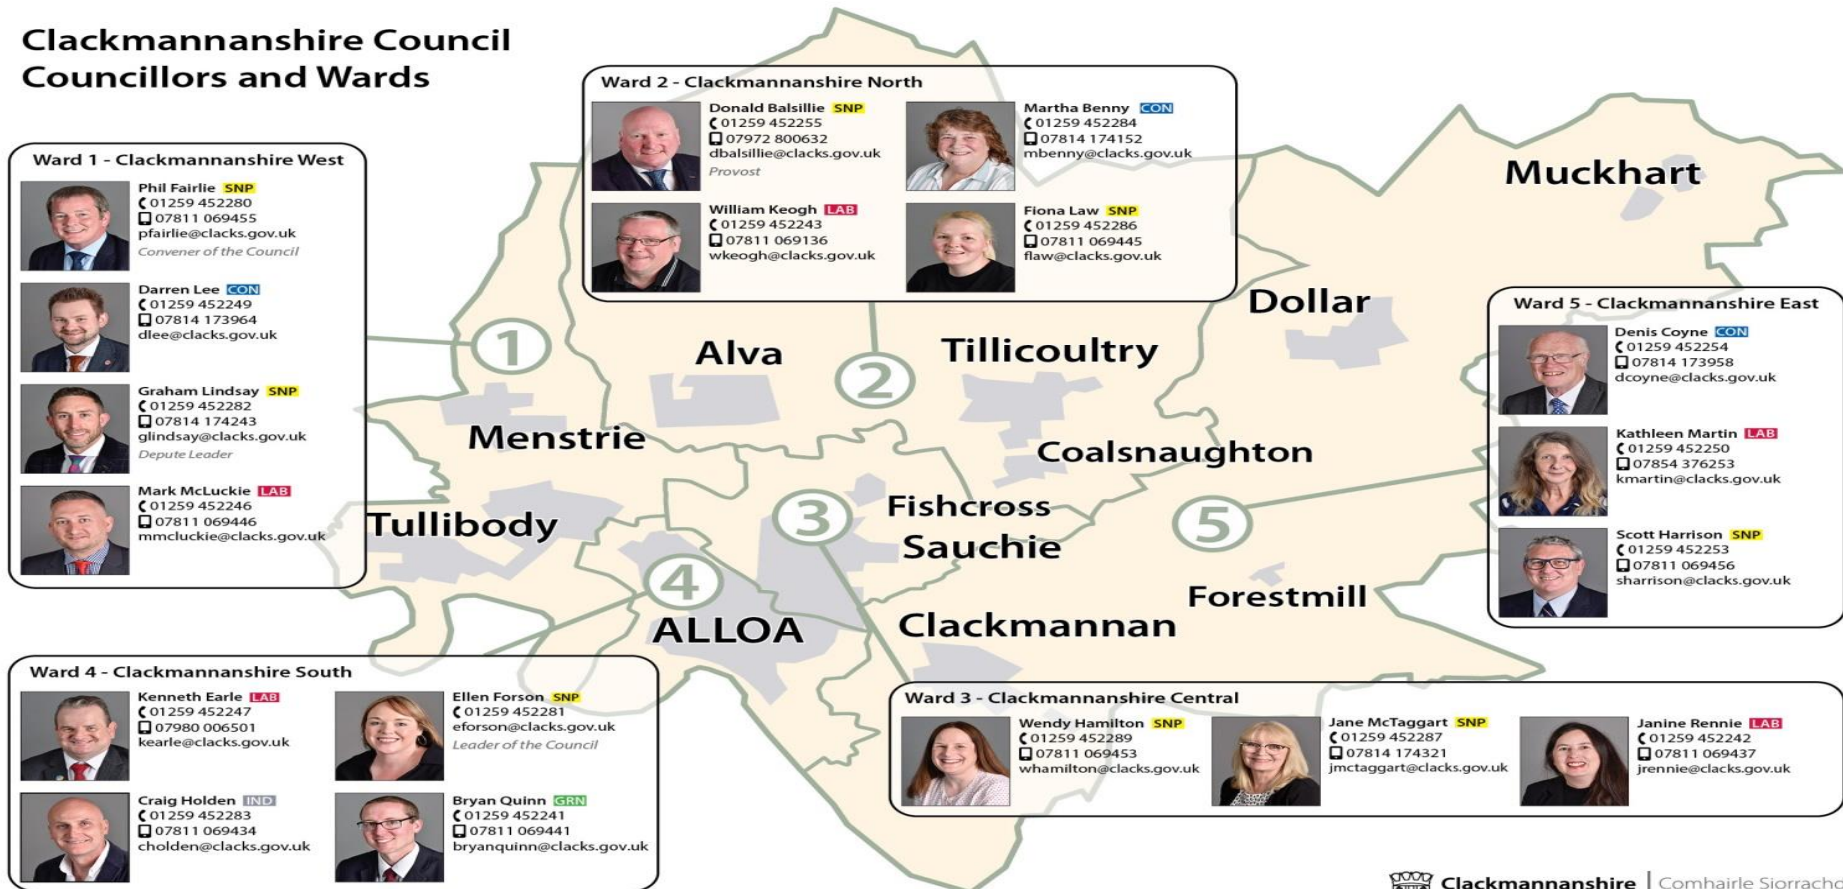 Clackmannanshire Council
Councillors and Wards
Ward 1 - Clackmannanshire West
Phil Fairlie SNP
01259 452280
07811 069455
pfairlie@clacks.gov.uk
Convener of the Council
Darren Lee CON
01259 452249
07814 173964
dlee@clacks.gov.uk
Graham Lindsay SNP
01259 452282
07814 174243
glindsay@clacks.gov.uk
Depute Leader
Mark McLuckie LAB
01259 452246
07811 069446
mmcluckie@clacks.gov.uk
Ward 2 - Clackmannanshire North
Donald Balsillie SNP
01259 452255
07972 800632
dbalsillie@clacks.gov.uk
Provost
Martha Benny CON
01259 452284
07814 174152
mbenny@clacks.gov.uk
William Keogh LAB
01259 452243
07811 069136
wkeogh@clacks.gov.uk
Fiona Law SNP
01259 452286
07811 069445
flaw@clacks.gov.uk
Muckhart
Dollar
1
Alva
2
Tillicoultry
Menstrie
Coalsnaughton
Tullibody
3
Fishcross
Sauchie
5
4
ALLOA
Clackmannan
Forestmill
Ward 5 - Clackmannanshire East
Denis Coyne CON
01259 452254
07814 173958
dcoyne@clacks.gov.uk
Kathleen Martin LAB
01259 452250
07854 376253
kmartin@clacks.gov.uk
Scott Harrison SNP
01259 452253
07811 069456
sharrison@clacks.gov.uk
Ward 4 - Clackmannanshire South
Kenneth Earle LAB
01259 452247
07980 006501
kearle@clacks.gov.uk
Ellen Forson SNP
01259 452281
eforson@clacks.gov.uk
Leader of the Council
Craig Holden IND
01259 452283
07811 069434
cholden@clacks.gov.uk
Bryan Quinn GRN
01259 452241
07811 069441
bryanquinn@clacks.gov.uk
Ward 3 - Clackmannanshire Central
Wendy Hamilton SNP
01259 452289
07811 069453
whamilton@clacks.gov.uk
Jane McTaggart SNP
01259 452287
07814 174321
jmctaggart@clacks.gov.uk
Janine Rennie LAB
01259 452242
07811 069437
jrennie@clacks.gov.uk
Clackmannanshire Comhairle Siorrachd